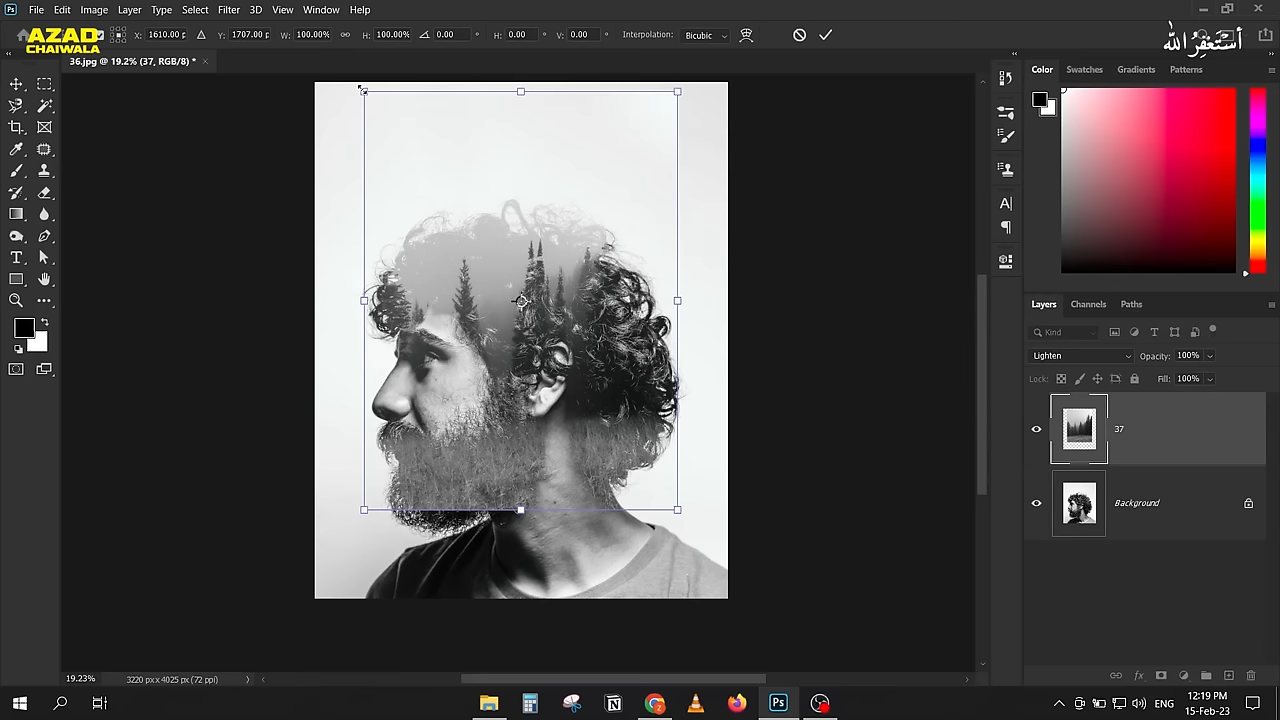 Ps File Edit Image Layer Type Select Filter 3D View Window Help
AZAD
CHAIWALA
X: 1610.00 p Y: 1707.00 p W: 100.00% H: 100.00% 0.00 ° H: 0.00 ° V: 0.00 ° Interpolation: Bicubic
أستغفر الله
36.jpg @ 19.2% (37, RGB/8) * ×
Color Swatches Gradients Patterns
Layers Channels Paths
Kind
Lighten Opacity: 100%
Lock: Fill: 100%
37
Background
19.23% 3220 px x 4025 px (72 ppi)
ENG
12:19 PM
15-Feb-23